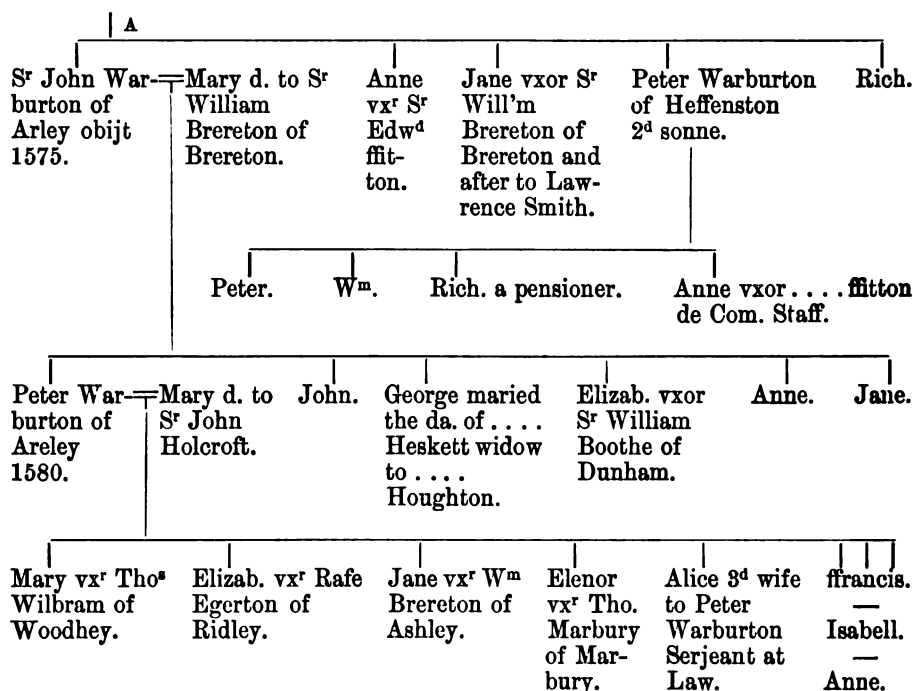 A
Sʳ John War-
burton of
Arley obijt
1575.
Mary d. to Sʳ
William
Brereton of
Brereton.
Anne
vxʳ Sʳ
Edwᵈ
ffit-
ton.
Jane vxor Sʳ
Will'm
Brereton of
Brereton and
after to Law-
rence Smith.
Peter Warburton
of Heffenston
2ᵈ sonne.
Rich.
Peter.
Wᵐ.
Rich. a pensioner.
Anne vxor . . . . ffitton
de Com. Staff.
Peter War-
burton of
Areley
1580.
Mary d. to
Sʳ John
Holcroft.
John.
George maried
the da. of . . . .
Heskett widow
to . . . .
Houghton.
Elizab. vxor
Sʳ William
Boothe of
Dunham.
Anne.
Jane.
Mary vxʳ Thoˢ
Wilbram of
Woodhey.
Elizab. vxʳ Rafe
Egerton of
Ridley.
Jane vxʳ Wᵐ
Brereton of
Ashley.
Elenor
vxʳ Tho.
Marbury
of Mar-
bury.
Alice 3ᵈ wife
to Peter
Warburton
Serjeant at
Law.
ffrancis.
—
Isabell.
—
Anne.